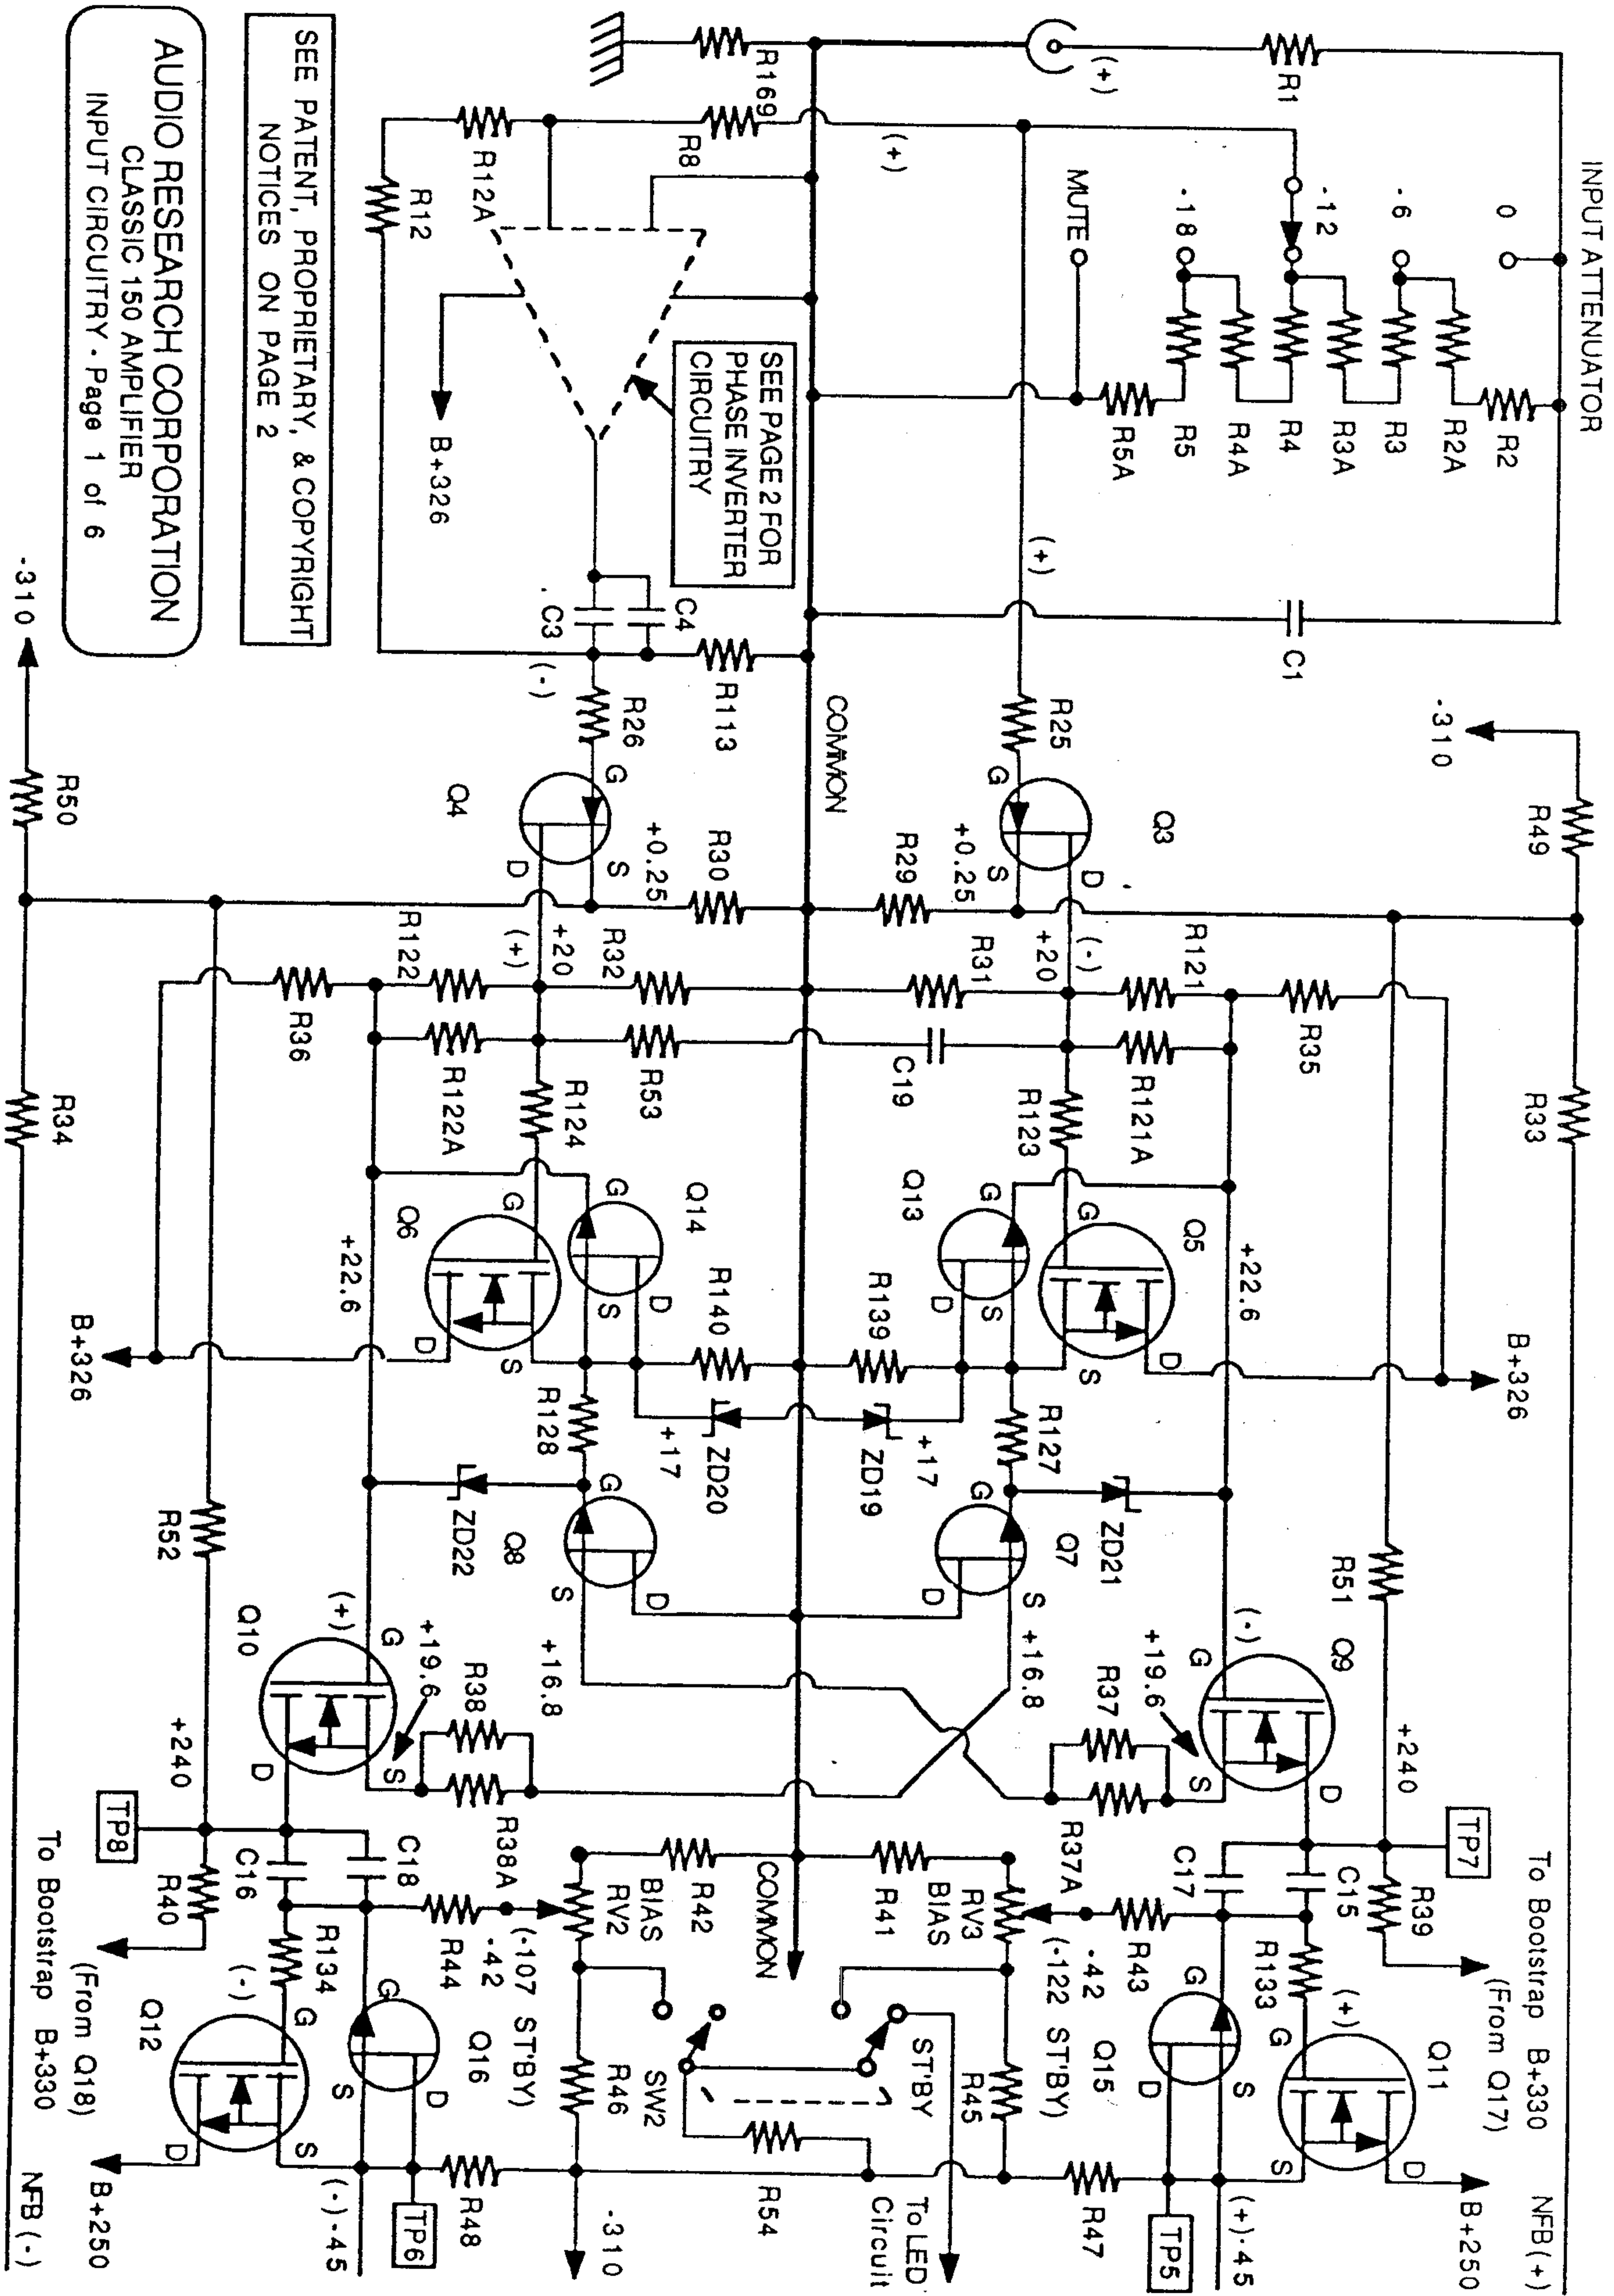 INPUT ATTENUATOR
0
-6
-12
-18
MUTE
R1
R2
R2A
R3
R3A
R4
R4A
R5
R5A
(+)
R169
(+)
R8
R12A
R12
B+326
SEE PAGE 2 FOR
PHASE INVERTER
CIRCUITRY
(+)
C1
C4
C3
(-)
R113
R26
R25
COMMON
SEE PATENT, PROPRIETARY, & COPYRIGHT
NOTICES ON PAGE 2
AUDIO RESEARCH CORPORATION
CLASSIC 150 AMPLIFIER
INPUT CIRCUITRY - Page 1 of 6
-310
R49
R33
-310
R50
R34
Q3
G
D
S
+0.25
R29
Q4
G
S
D
+0.25
R30
(-)
+20
R31
R121
R35
R121A
C19
R123
+20
(+)
R32
R122
R36
R122A
R53
R124
Q13
G
D
S
Q5
G
S
D
+22.6
B+326
R139
Q14
G
S
D
Q6
G
D
S
+22.6
B+326
R140
R127
+17
ZD19
ZD20
+17
R128
ZD21
ZD22
Q7
G
S
D
+16.8
Q8
G
S
D
+16.8
R51
R52
Q9
(-)
G
S
D
+19.6
R37
R37A
+240
TP7
Q10
(+)
G
S
D
+19.6
R38
R38A
+240
TP8
C15
C17
R39
(From Q17)
To Bootstrap B+330
C16
C18
R40
(From Q18)
To Bootstrap B+330
R43
R133
R44
R134
R41
R42
RV3
BIAS
RV2
BIAS
-42
(-122 ST'BY)
-42
(-107 ST'BY)
COMMON
ST'BY
SW2
R45
R46
R54
To LED
Circuit
-310
Q15
G
S
D
Q11
(+)
G
S
D
B+250
R47
TP5
(+)-45
NFB (+)
Q16
G
D
S
Q12
(-)
G
S
D
B+250
R48
TP6
(-)-45
NFB (-)